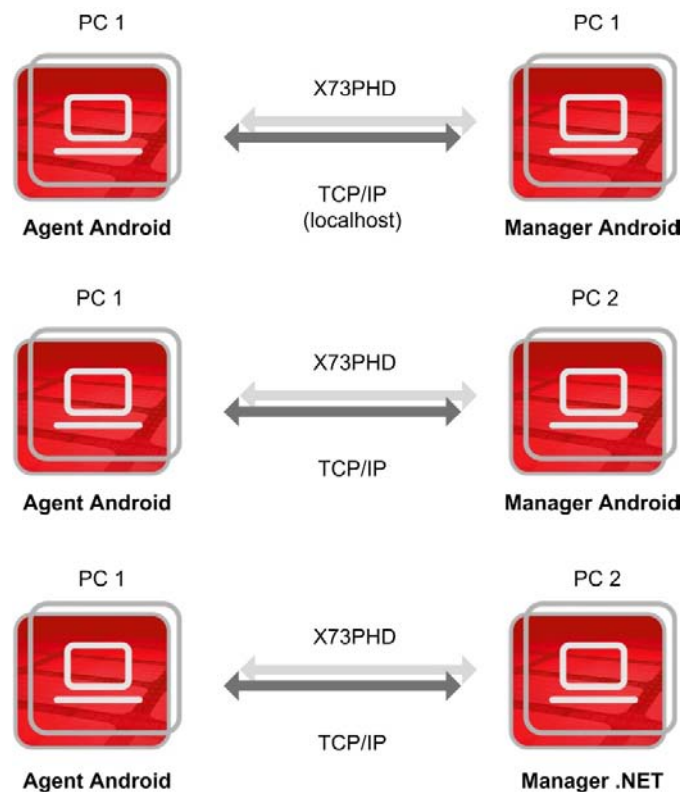 PC 1
PC 1
X73PHD
TCP/IP
(localhost)
Agent Android
Manager Android
PC 1
PC 2
X73PHD
TCP/IP
Agent Android
Manager Android
PC 1
PC 2
X73PHD
TCP/IP
Agent Android
Manager .NET